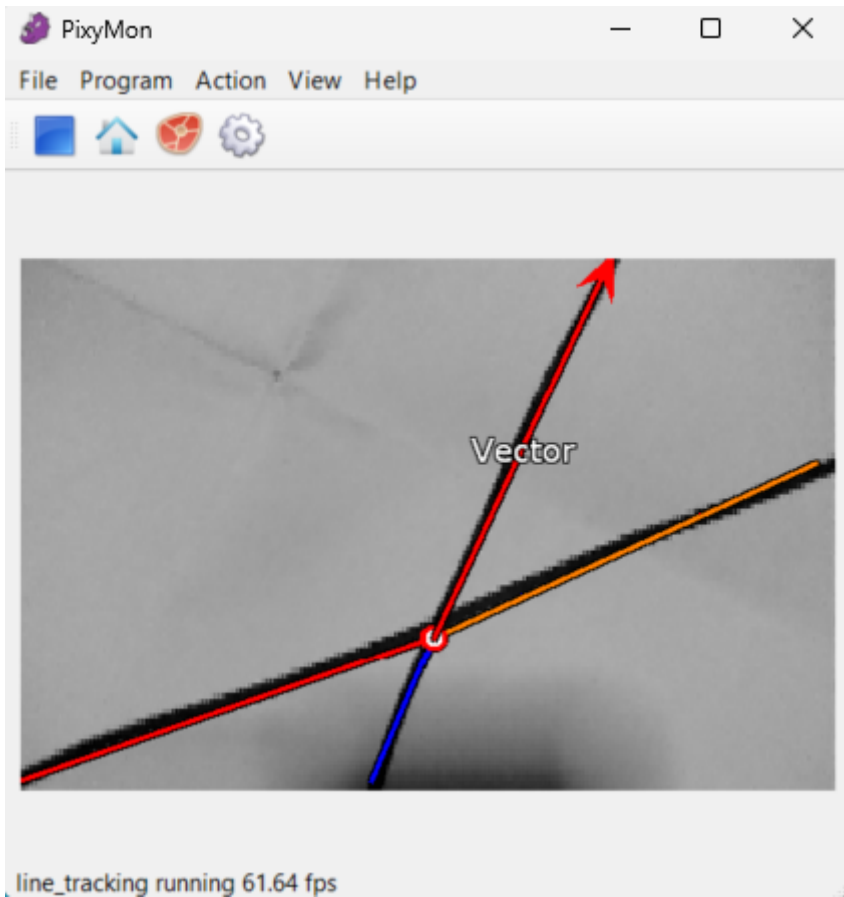 PixyMon
File Program Action View Help
Vector
line_tracking running 61.64 fps